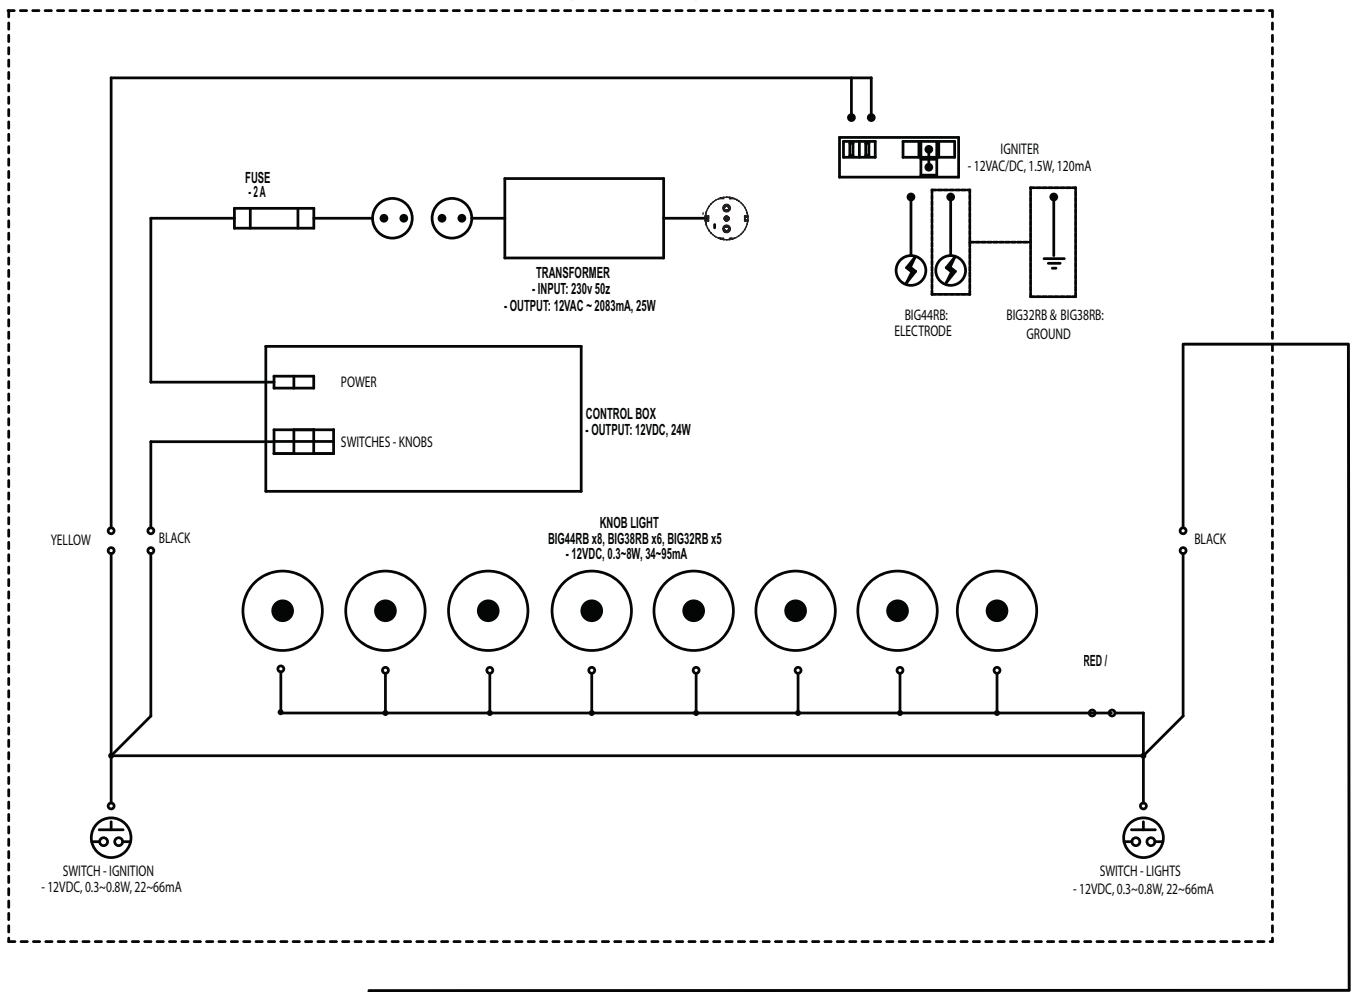 IGNITER
- 12VAC/DC, 1.5W, 120mA
FUSE
- 2 A
TRANSFORMER
- INPUT: 230v 50z
- OUTPUT: 12VAC ~ 2083mA, 25W
BIG44RB:
ELECTRODE
BIG32RB & BIG38RB:
GROUND
POWER
CONTROL BOX
- OUTPUT: 12VDC, 24W
SWITCHES - KNOBS
YELLOW
BLACK
KNOB LIGHT
BIG44RB x8, BIG38RB x6, BIG32RB x5
- 12VDC, 0.3~8W, 34~95mA
BLACK
RED /
SWITCH - IGNITION
- 12VDC, 0.3~0.8W, 22~66mA
SWITCH - LIGHTS
- 12VDC, 0.3~0.8W, 22~66mA